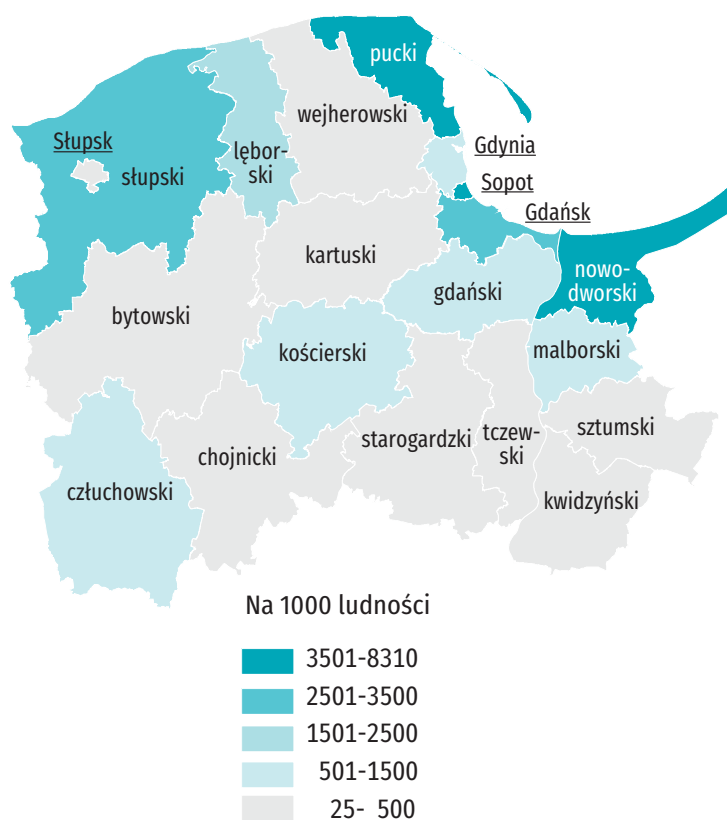 pucki
wejherowski
Słupsk
słupski
lębor-
ski
Gdynia
Sopot
Gdańsk
kartuski
gdański
nowo-
dworski
bytowski
kościerski
malborski
chojnicki
starogardzki
tczew-
ski
sztumski
człuchowski
kwidzyński
Na 1000 ludności
3501-8310
2501-3500
1501-2500
501-1500
25- 500